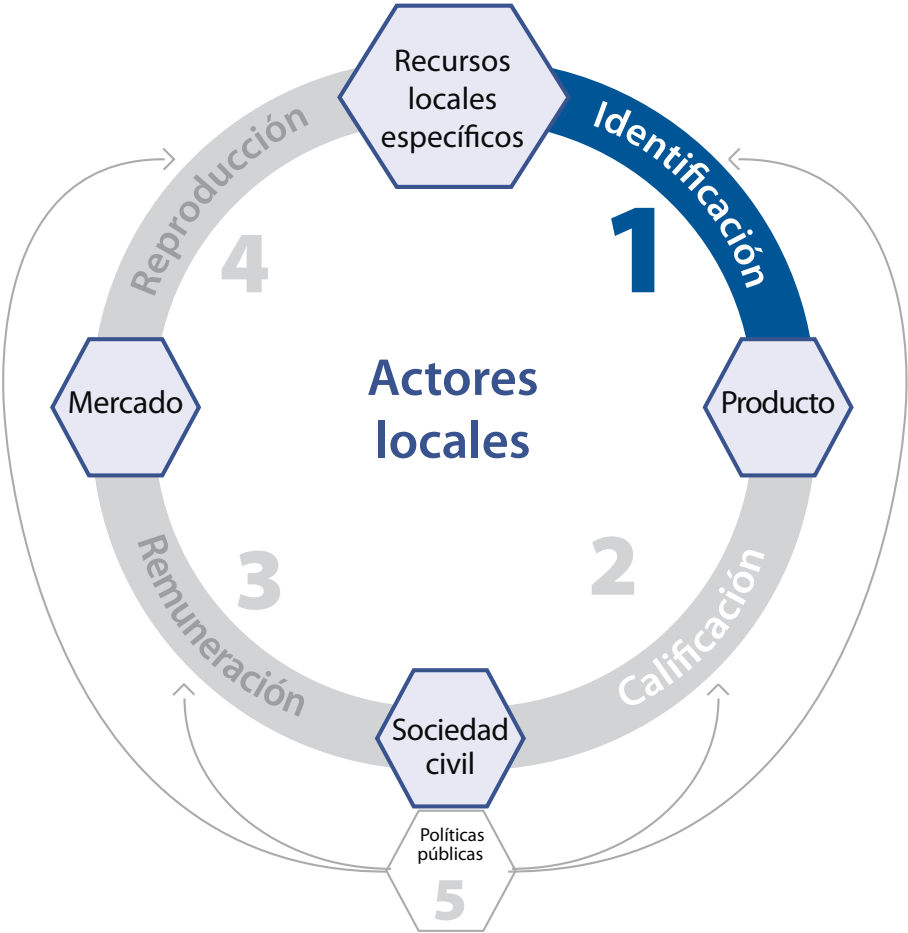 Recursos
locales
específicos
Identificación
1
Producto
Calificación
2
Sociedad
civil
Remuneración
3
Mercado
Reproducción
4
Actores
locales
Políticas
públicas
5